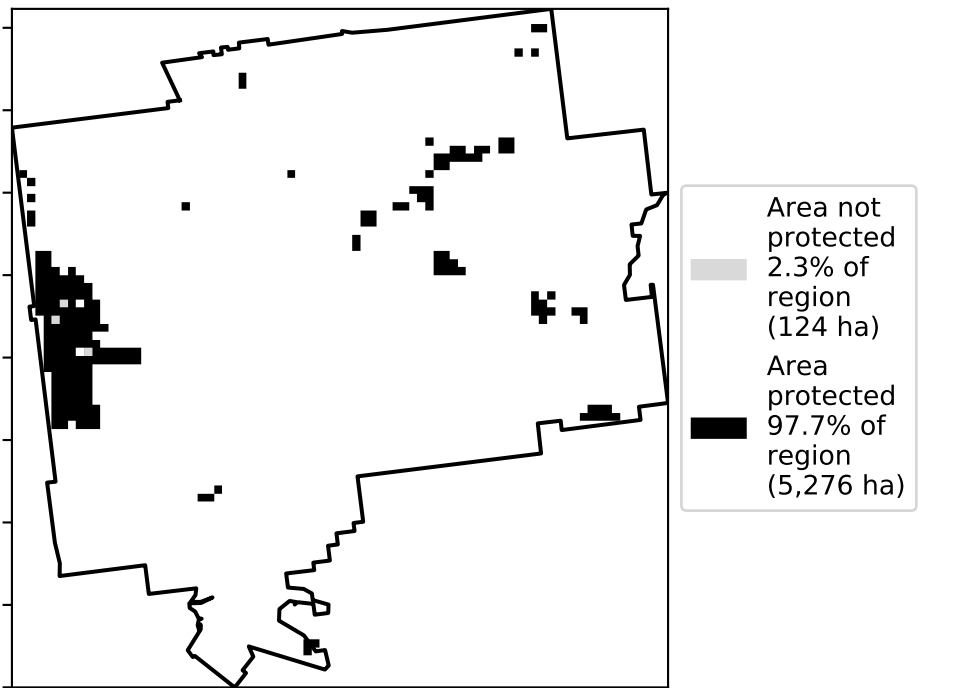 Area not
protected
2.3% of
region
(124 ha)
Area
protected
97.7% of
region
(5,276 ha)